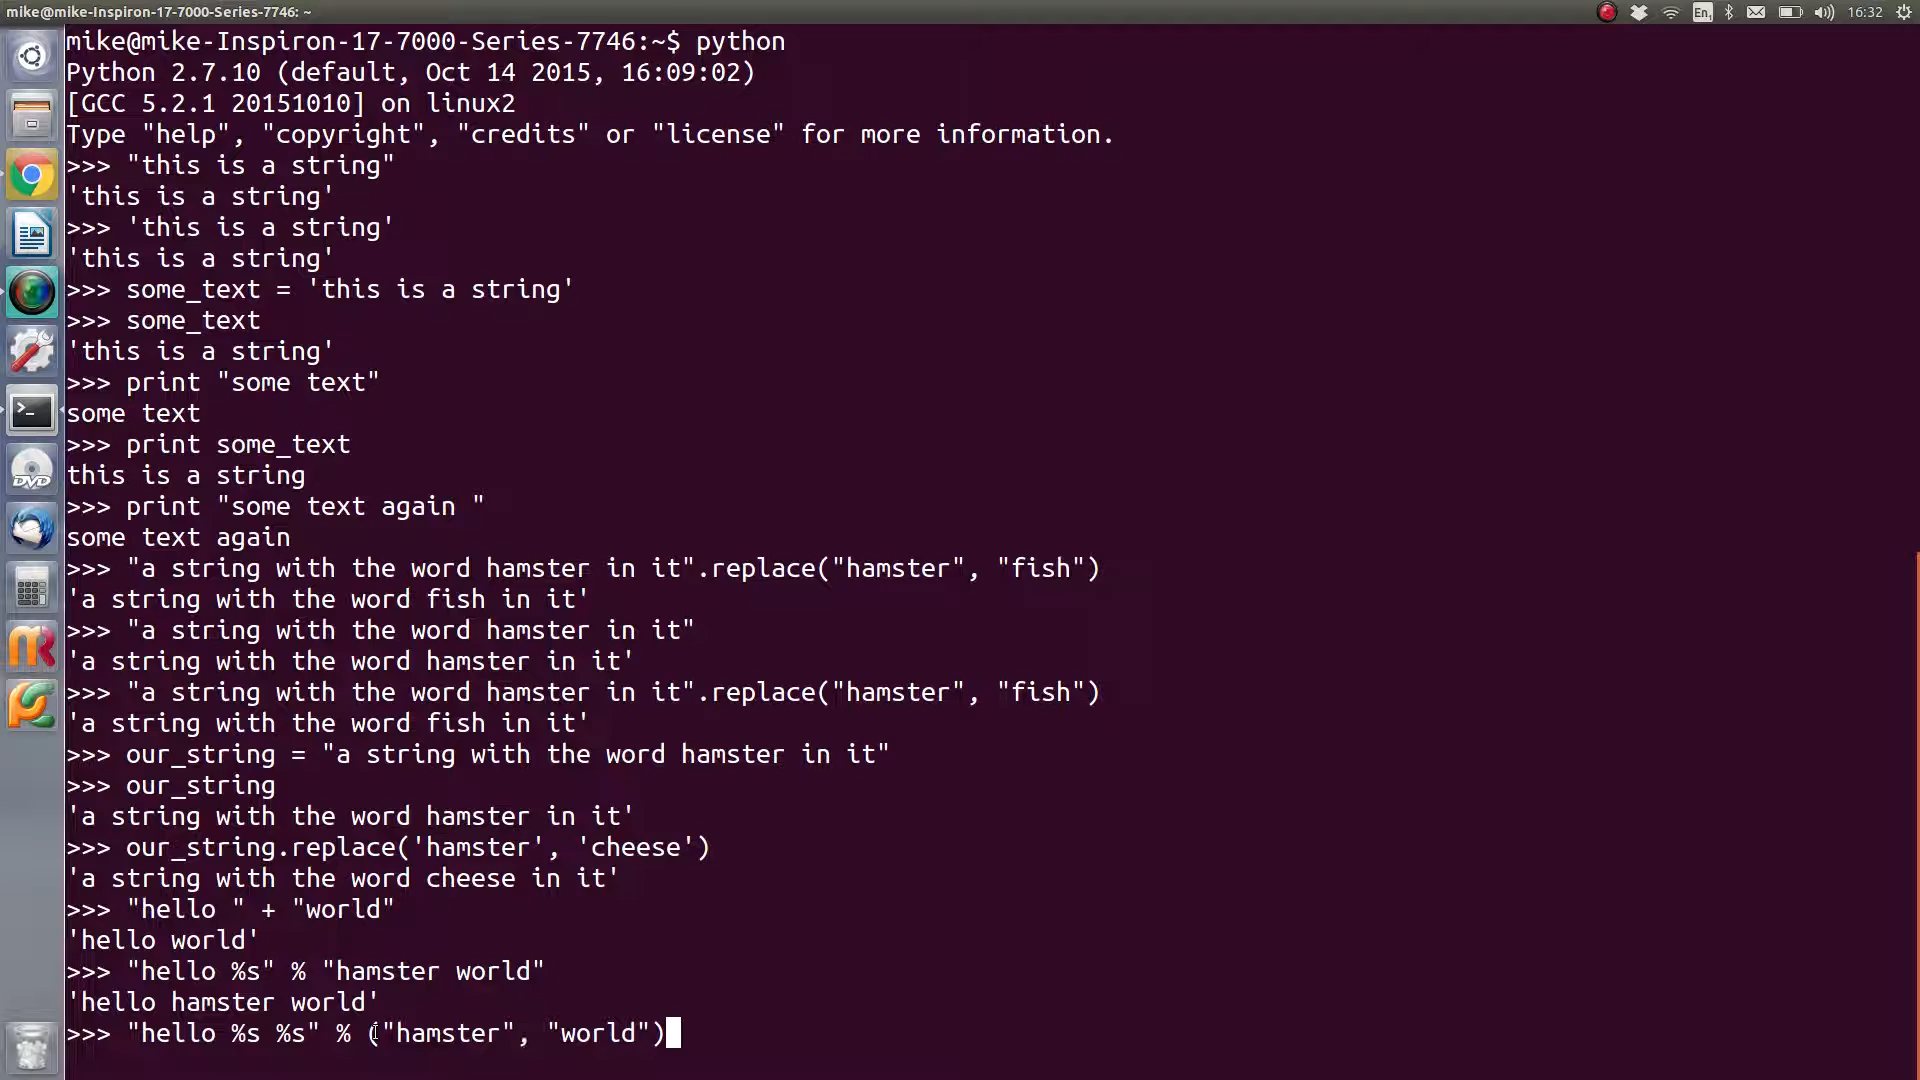 mike@mike-Inspiron-17-7000-Series-7746: ~
En1 16:32
mike@mike-Inspiron-17-7000-Series-7746:~$ python
Python 2.7.10 (default, Oct 14 2015, 16:09:02)
[GCC 5.2.1 20151010] on linux2
Type "help", "copyright", "credits" or "license" for more information.
>>> "this is a string"
'this is a string'
>>> 'this is a string'
'this is a string'
>>> some_text = 'this is a string'
>>> some_text
'this is a string'
>>> print "some text"
some text
>>> print some_text
this is a string
>>> print "some text again "
some text again
>>> "a string with the word hamster in it".replace("hamster", "fish")
'a string with the word fish in it'
>>> "a string with the word hamster in it"
'a string with the word hamster in it'
>>> "a string with the word hamster in it".replace("hamster", "fish")
'a string with the word fish in it'
>>> our_string = "a string with the word hamster in it"
>>> our_string
'a string with the word hamster in it'
>>> our_string.replace('hamster', 'cheese')
'a string with the word cheese in it'
>>> "hello " + "world"
'hello world'
>>> "hello %s" % "hamster world"
'hello hamster world'
>>> "hello %s %s" % ("hamster", "world")
>_
DVD